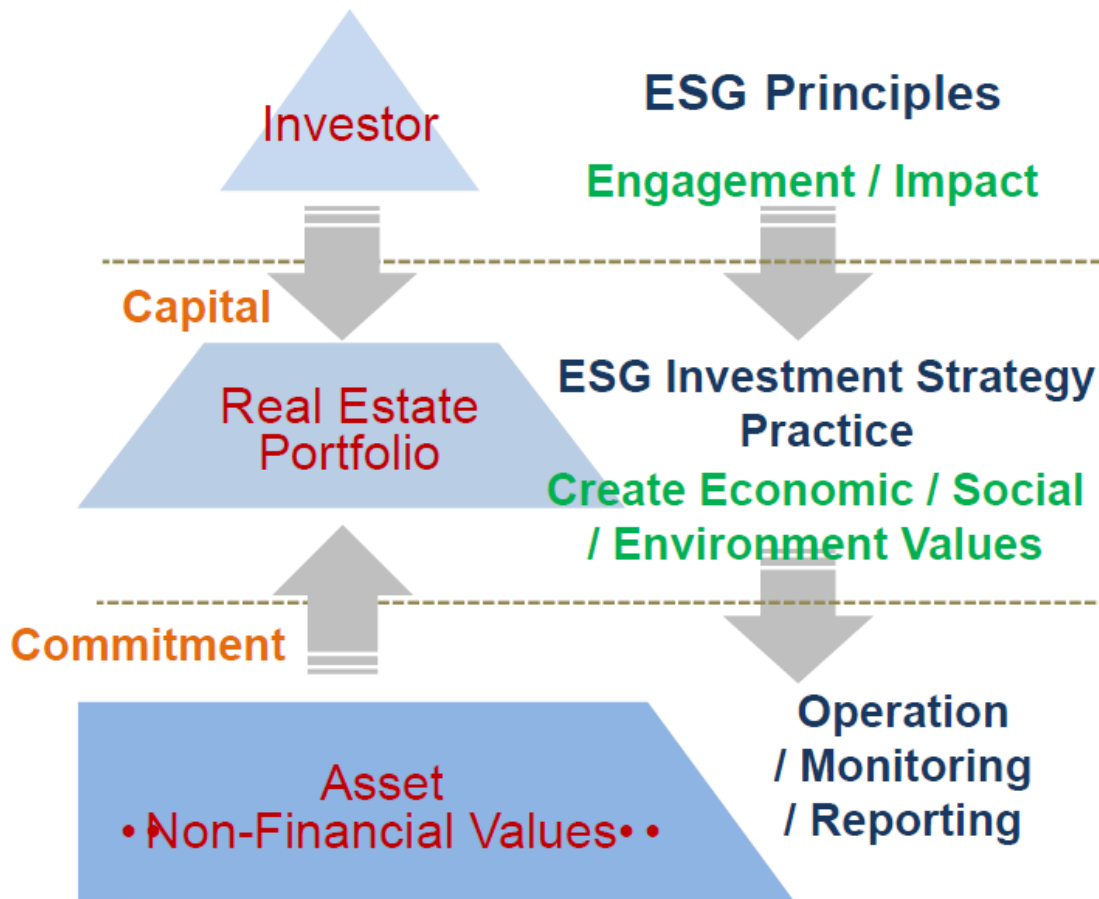 Investor
ESG Principles
Engagement / Impact
Capital
Real Estate
Portfolio
ESG Investment Strategy
Practice
Create Economic / Social
/ Environment Values
Commitment
Asset
• •Non-Financial Values• •
Operation
/ Monitoring
/ Reporting